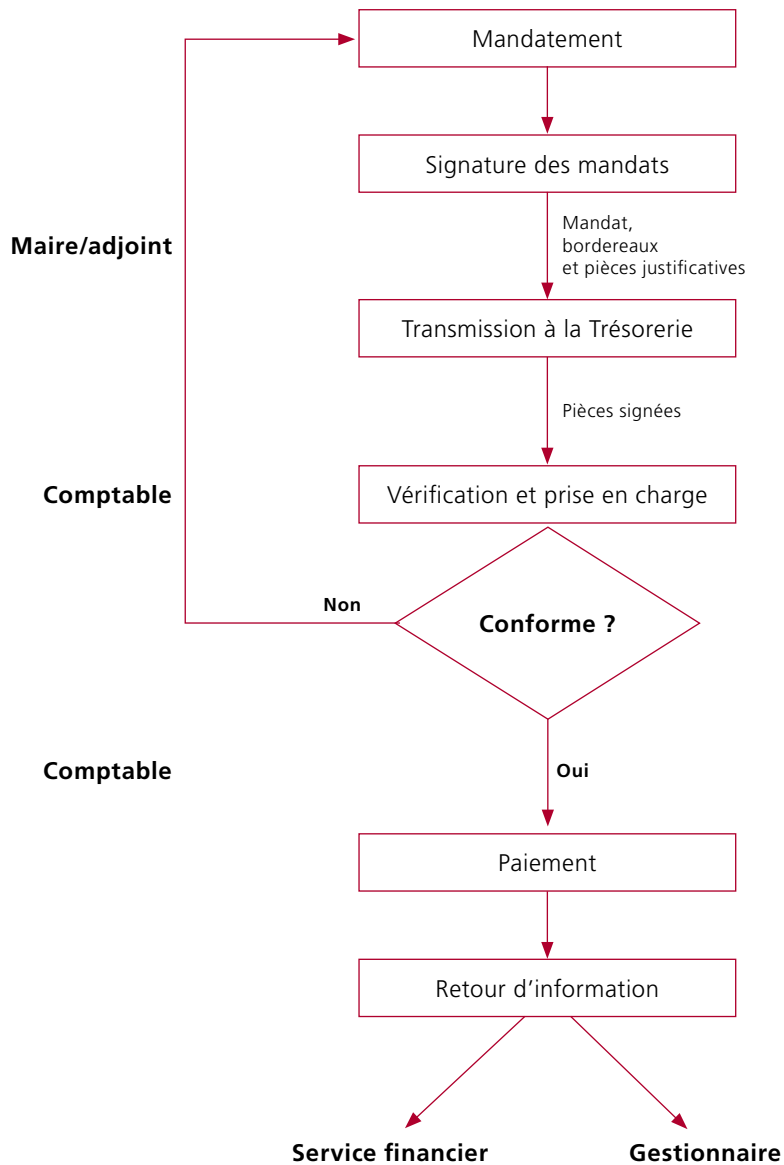 Mandatement
Signature des mandats
Maire/adjoint
Mandat,
bordereaux
et pièces justificatives
Transmission à la Trésorerie
Pièces signées
Comptable
Vérification et prise en charge
Non
Conforme ?
Comptable
Oui
Paiement
Retour d’information
Service financier
Gestionnaire